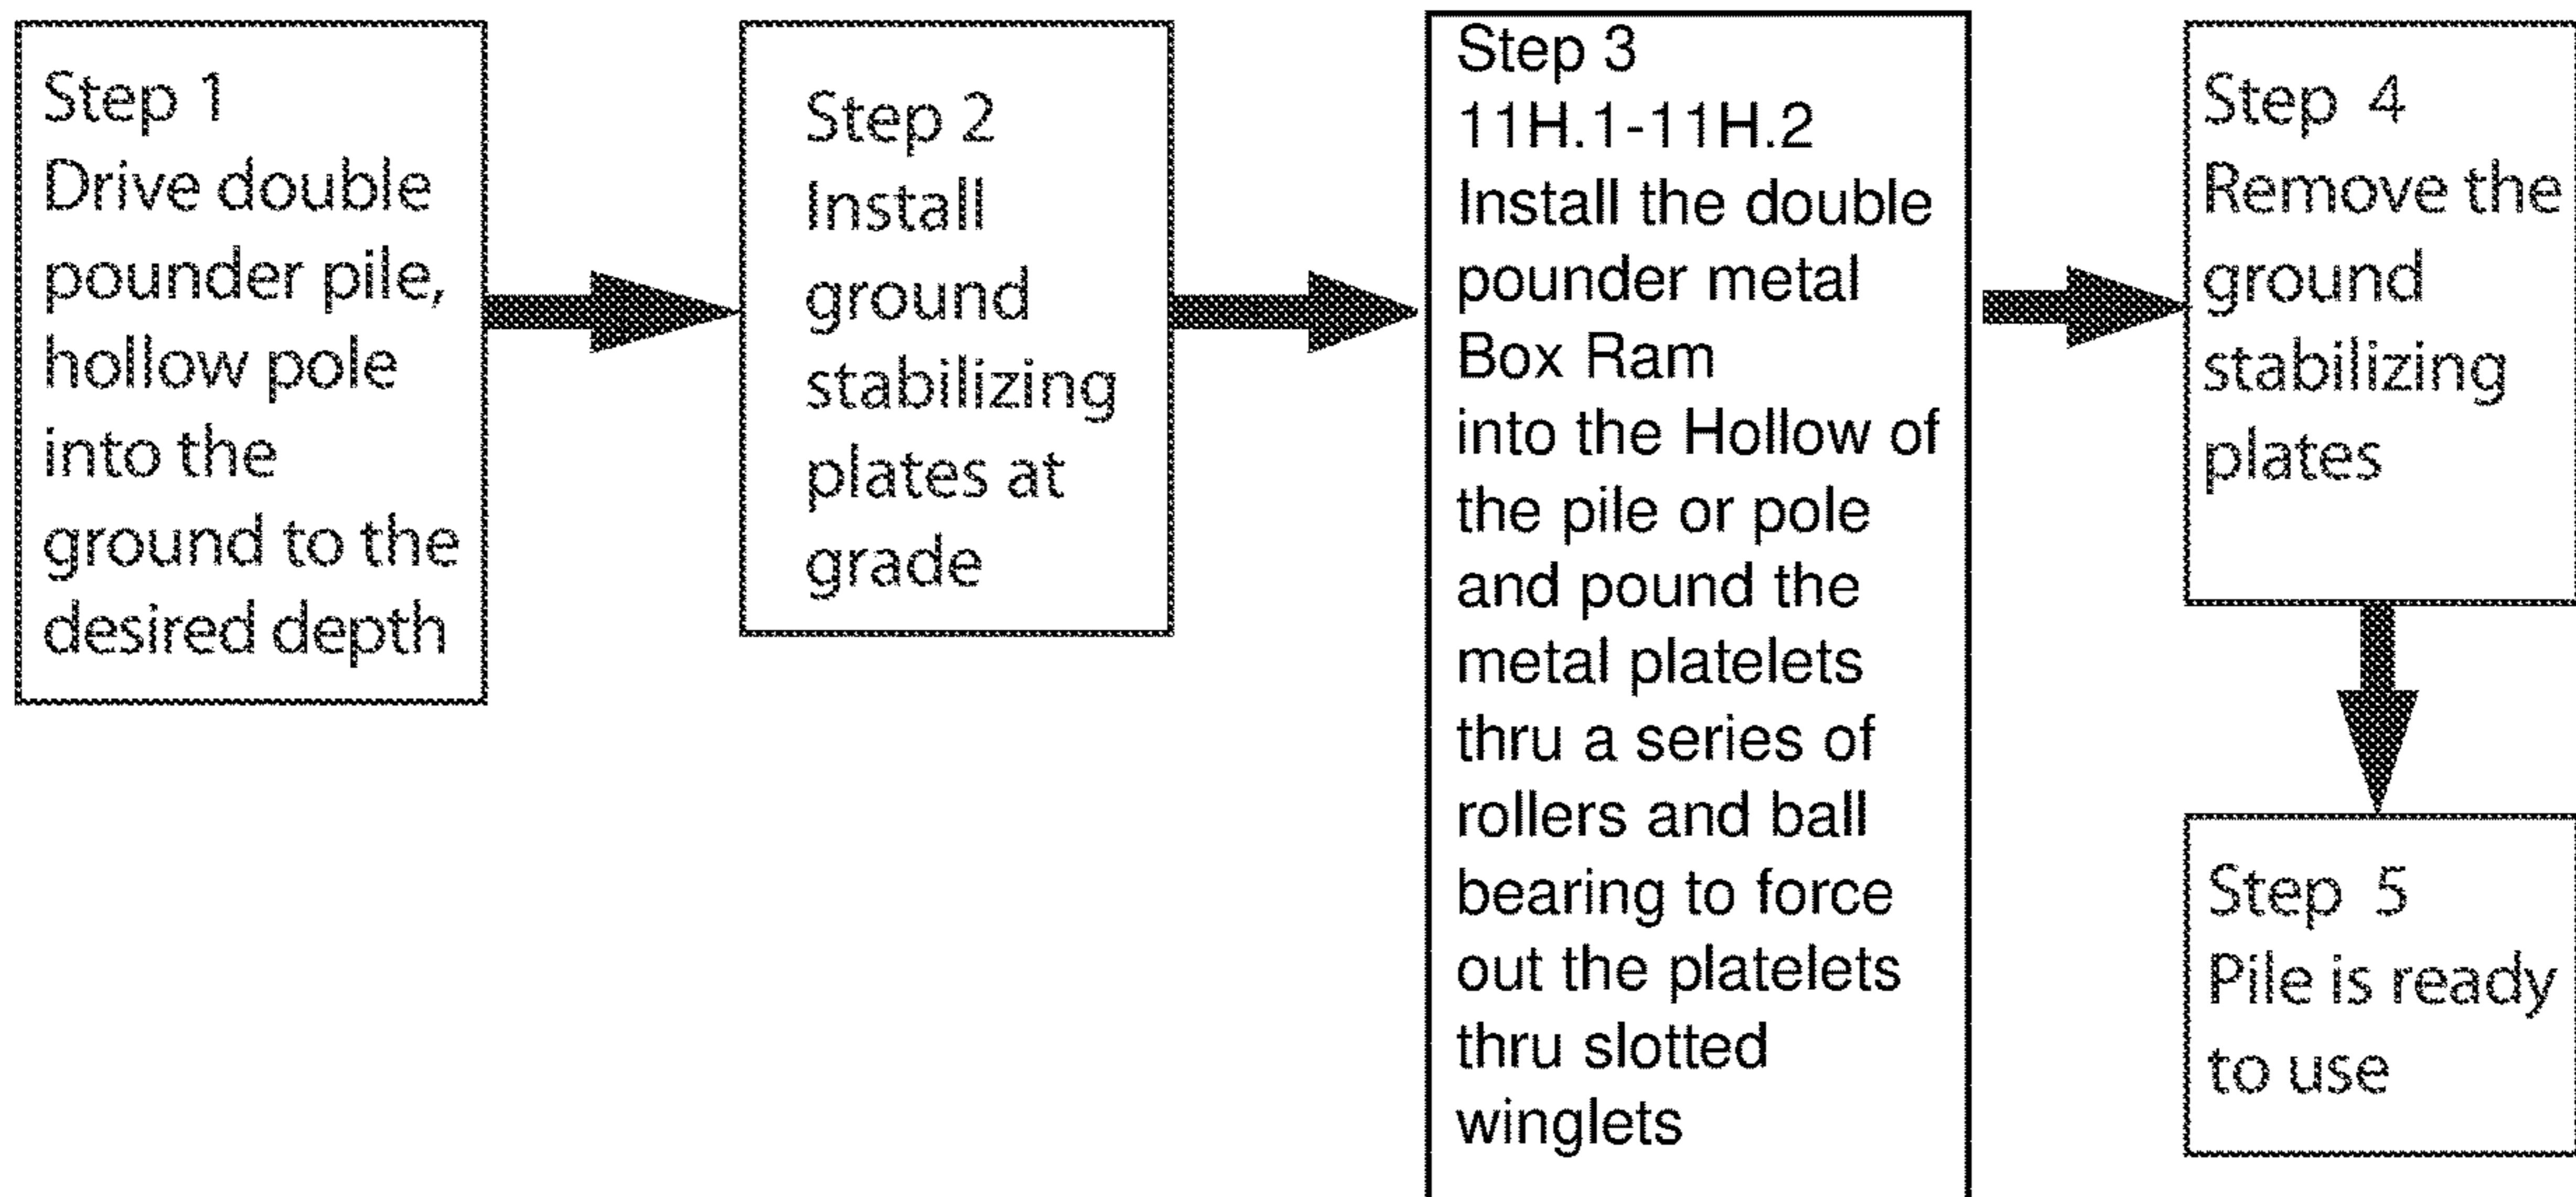 Step 1
Drive double
pounder pile,
hollow pole
into the
ground to the
desired depth
Step 2
Install
ground
stabilizing
plates at
grade
Step 3
11H.1-11H.2
Install the double
pounder metal
Box Ram
into the Hollow of
the pile or pole
and pound the
metal platelets
thru a series of
rollers and ball
bearing to force
out the platelets
thru slotted
winglets
Step 4
Remove the
ground
stabilizing
plates
Step 5
Pile is ready
to use